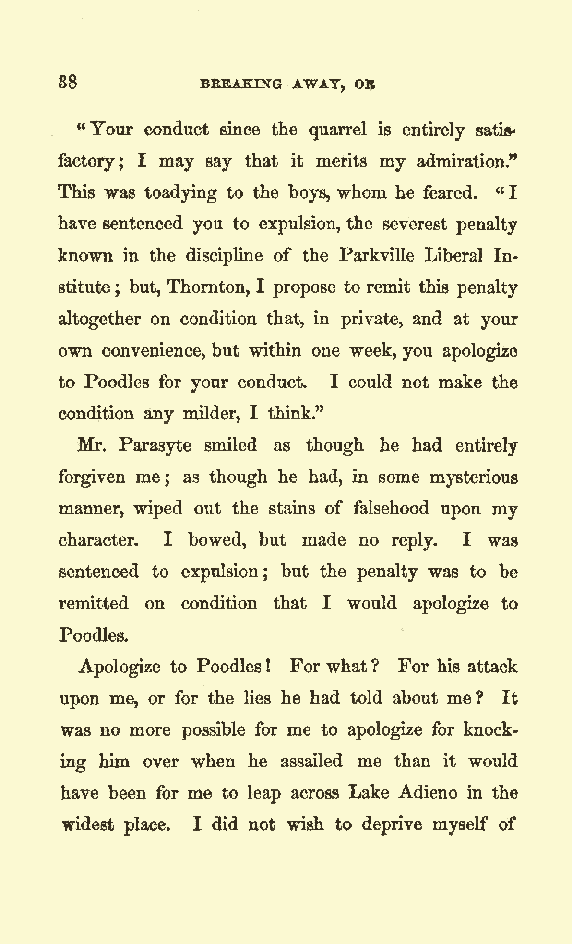 38 BREAKING AWAY, OR
"Your conduct since the quarrel is entirely satis-
factory; I may say that it merits my admiration."
This was toadying to the boys, whom he feared. "I
have sentenced you to expulsion, the severest penalty
known in the discipline of the Parkville Liberal In-
stitute; but, Thornton, I propose to remit this penalty
altogether on condition that, in private, and at your
own convenience, but within one week, you apologize
to Poodles for your conduct. I could not make the
condition any milder, I think."
Mr. Parasyte smiled as though he had entirely
forgiven me; as though he had, in some mysterious
manner, wiped out the stains of falsehood upon my
character. I bowed, but made no reply. I was
sentenced to expulsion; but the penalty was to be
remitted on condition that I would apologize to
Poodles.
Apologize to Poodles! For what? For his attack
upon me, or for the lies he had told about me? It
was no more possible for me to apologize for knock-
ing him over when he assailed me than it would
have been for me to leap across Lake Adieno in the
widest place. I did not wish to deprive myself of